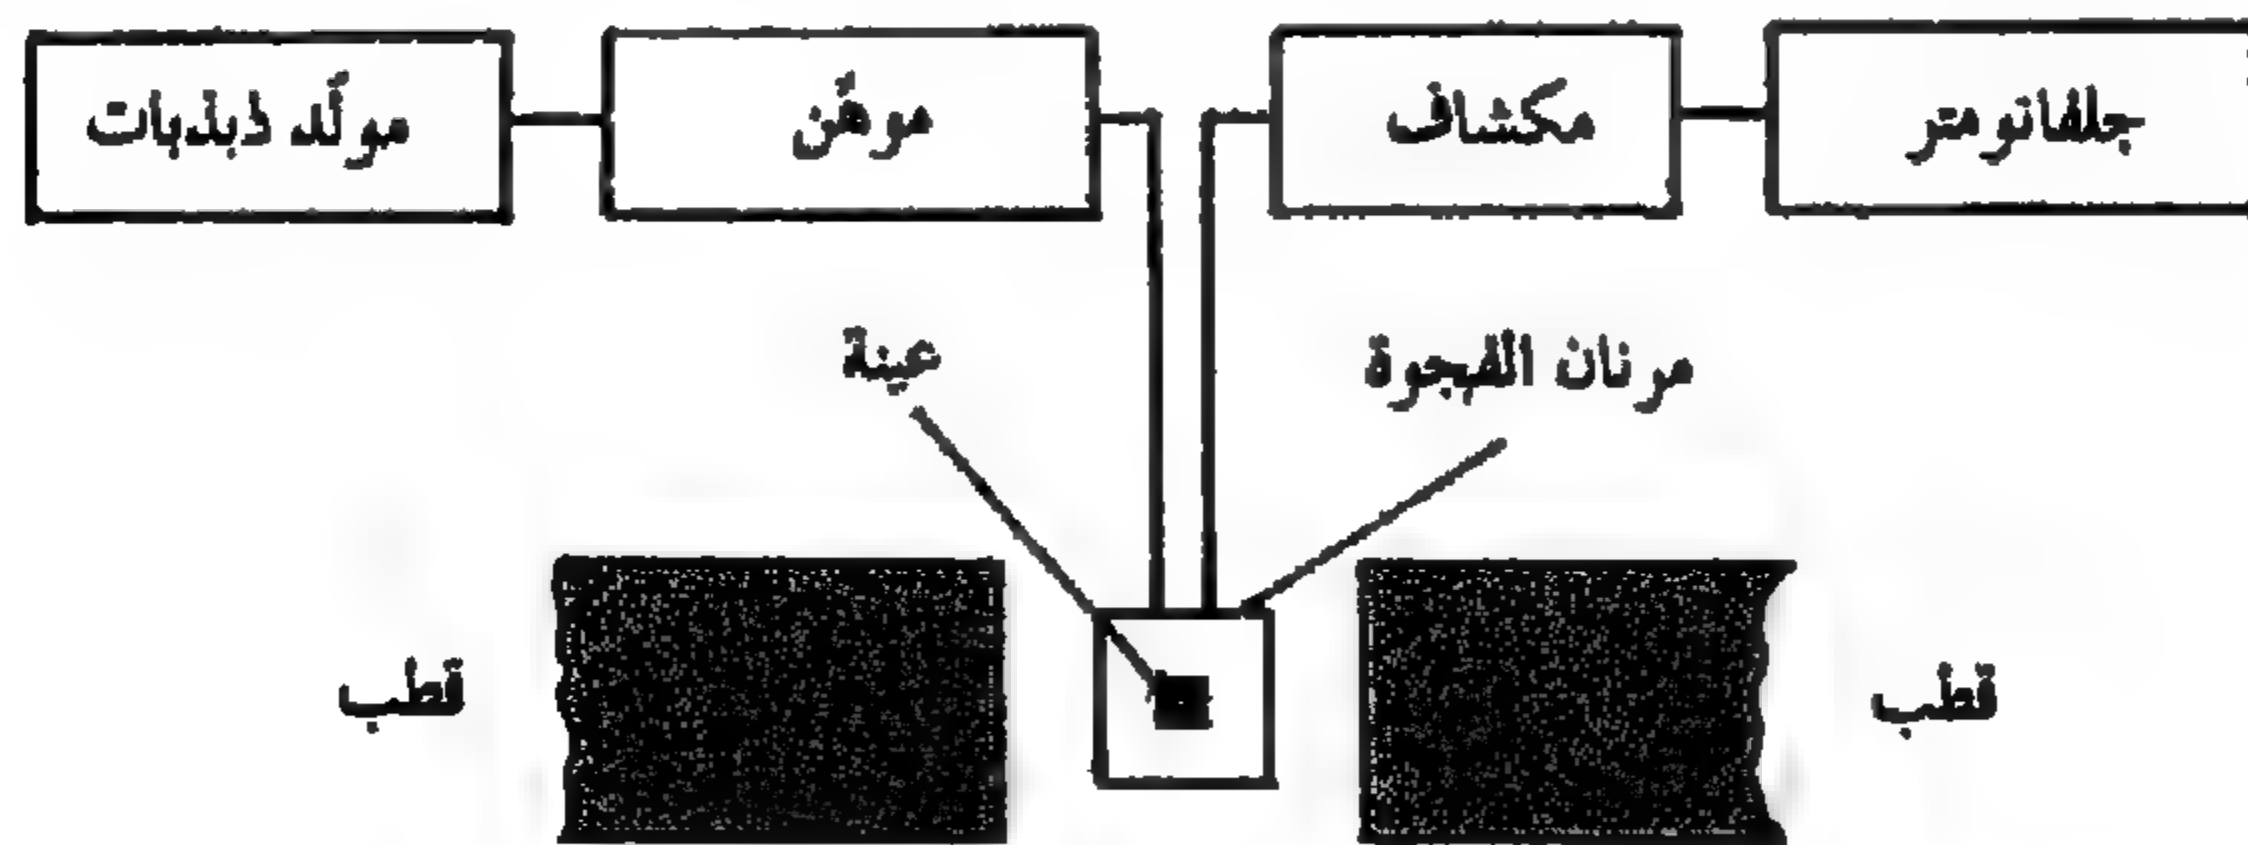 جلفانومتر
مكشاف
موهّن
مولّد ذبذبات
مرنان الفجوة
عينة
قطب
قطب